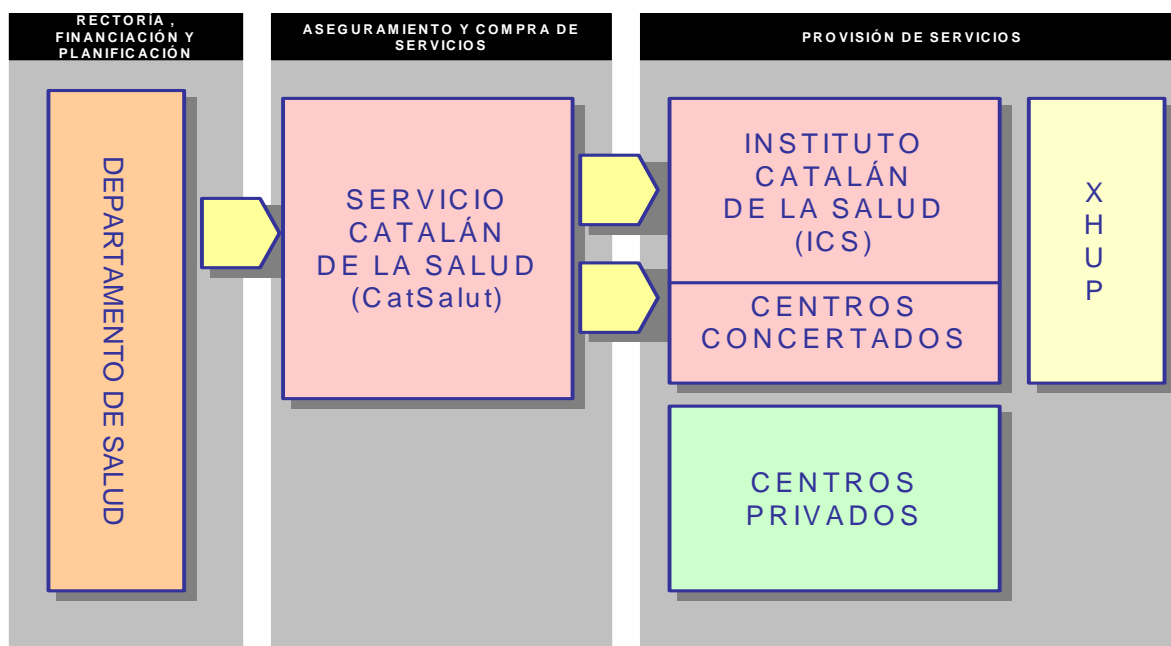 RECTORÍA ,
FINANCIACIÓN Y
PLANIFICACIÓN
ASEGURAMIENTO Y COMPRA DE
SERVICIOS
PROVISIÓN DE SERVICIOS
DEPARTAMENTO DE SALUD
SERVICIO
CATALÁN
DE LA SALUD
(CatSalut)
INSTITUTO
CATALÁN
DE LA SALUD
(ICS)
CENTROS
CONCERTADOS
X
H
U
P
CENTROS
PRIVADOS